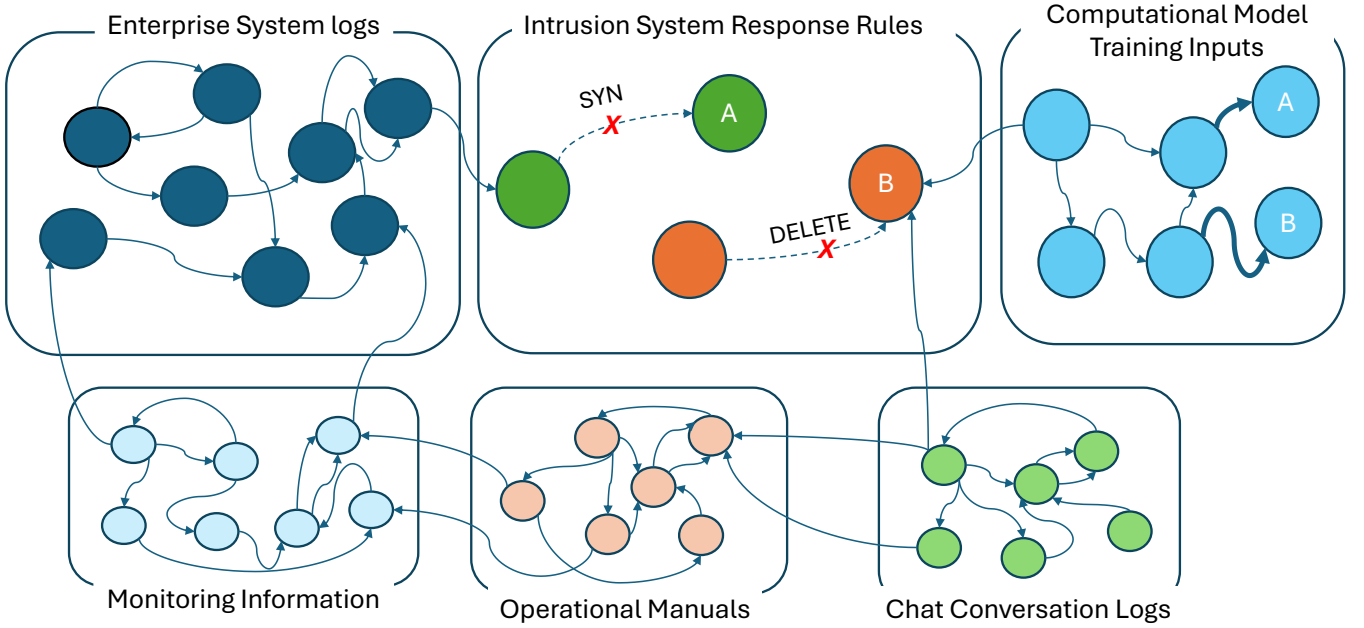 Enterprise System logs
Intrusion System Response Rules
Computational Model
Training Inputs
SYN
X
A
B
DELETE
X
A
B
Monitoring Information
Operational Manuals
Chat Conversation Logs